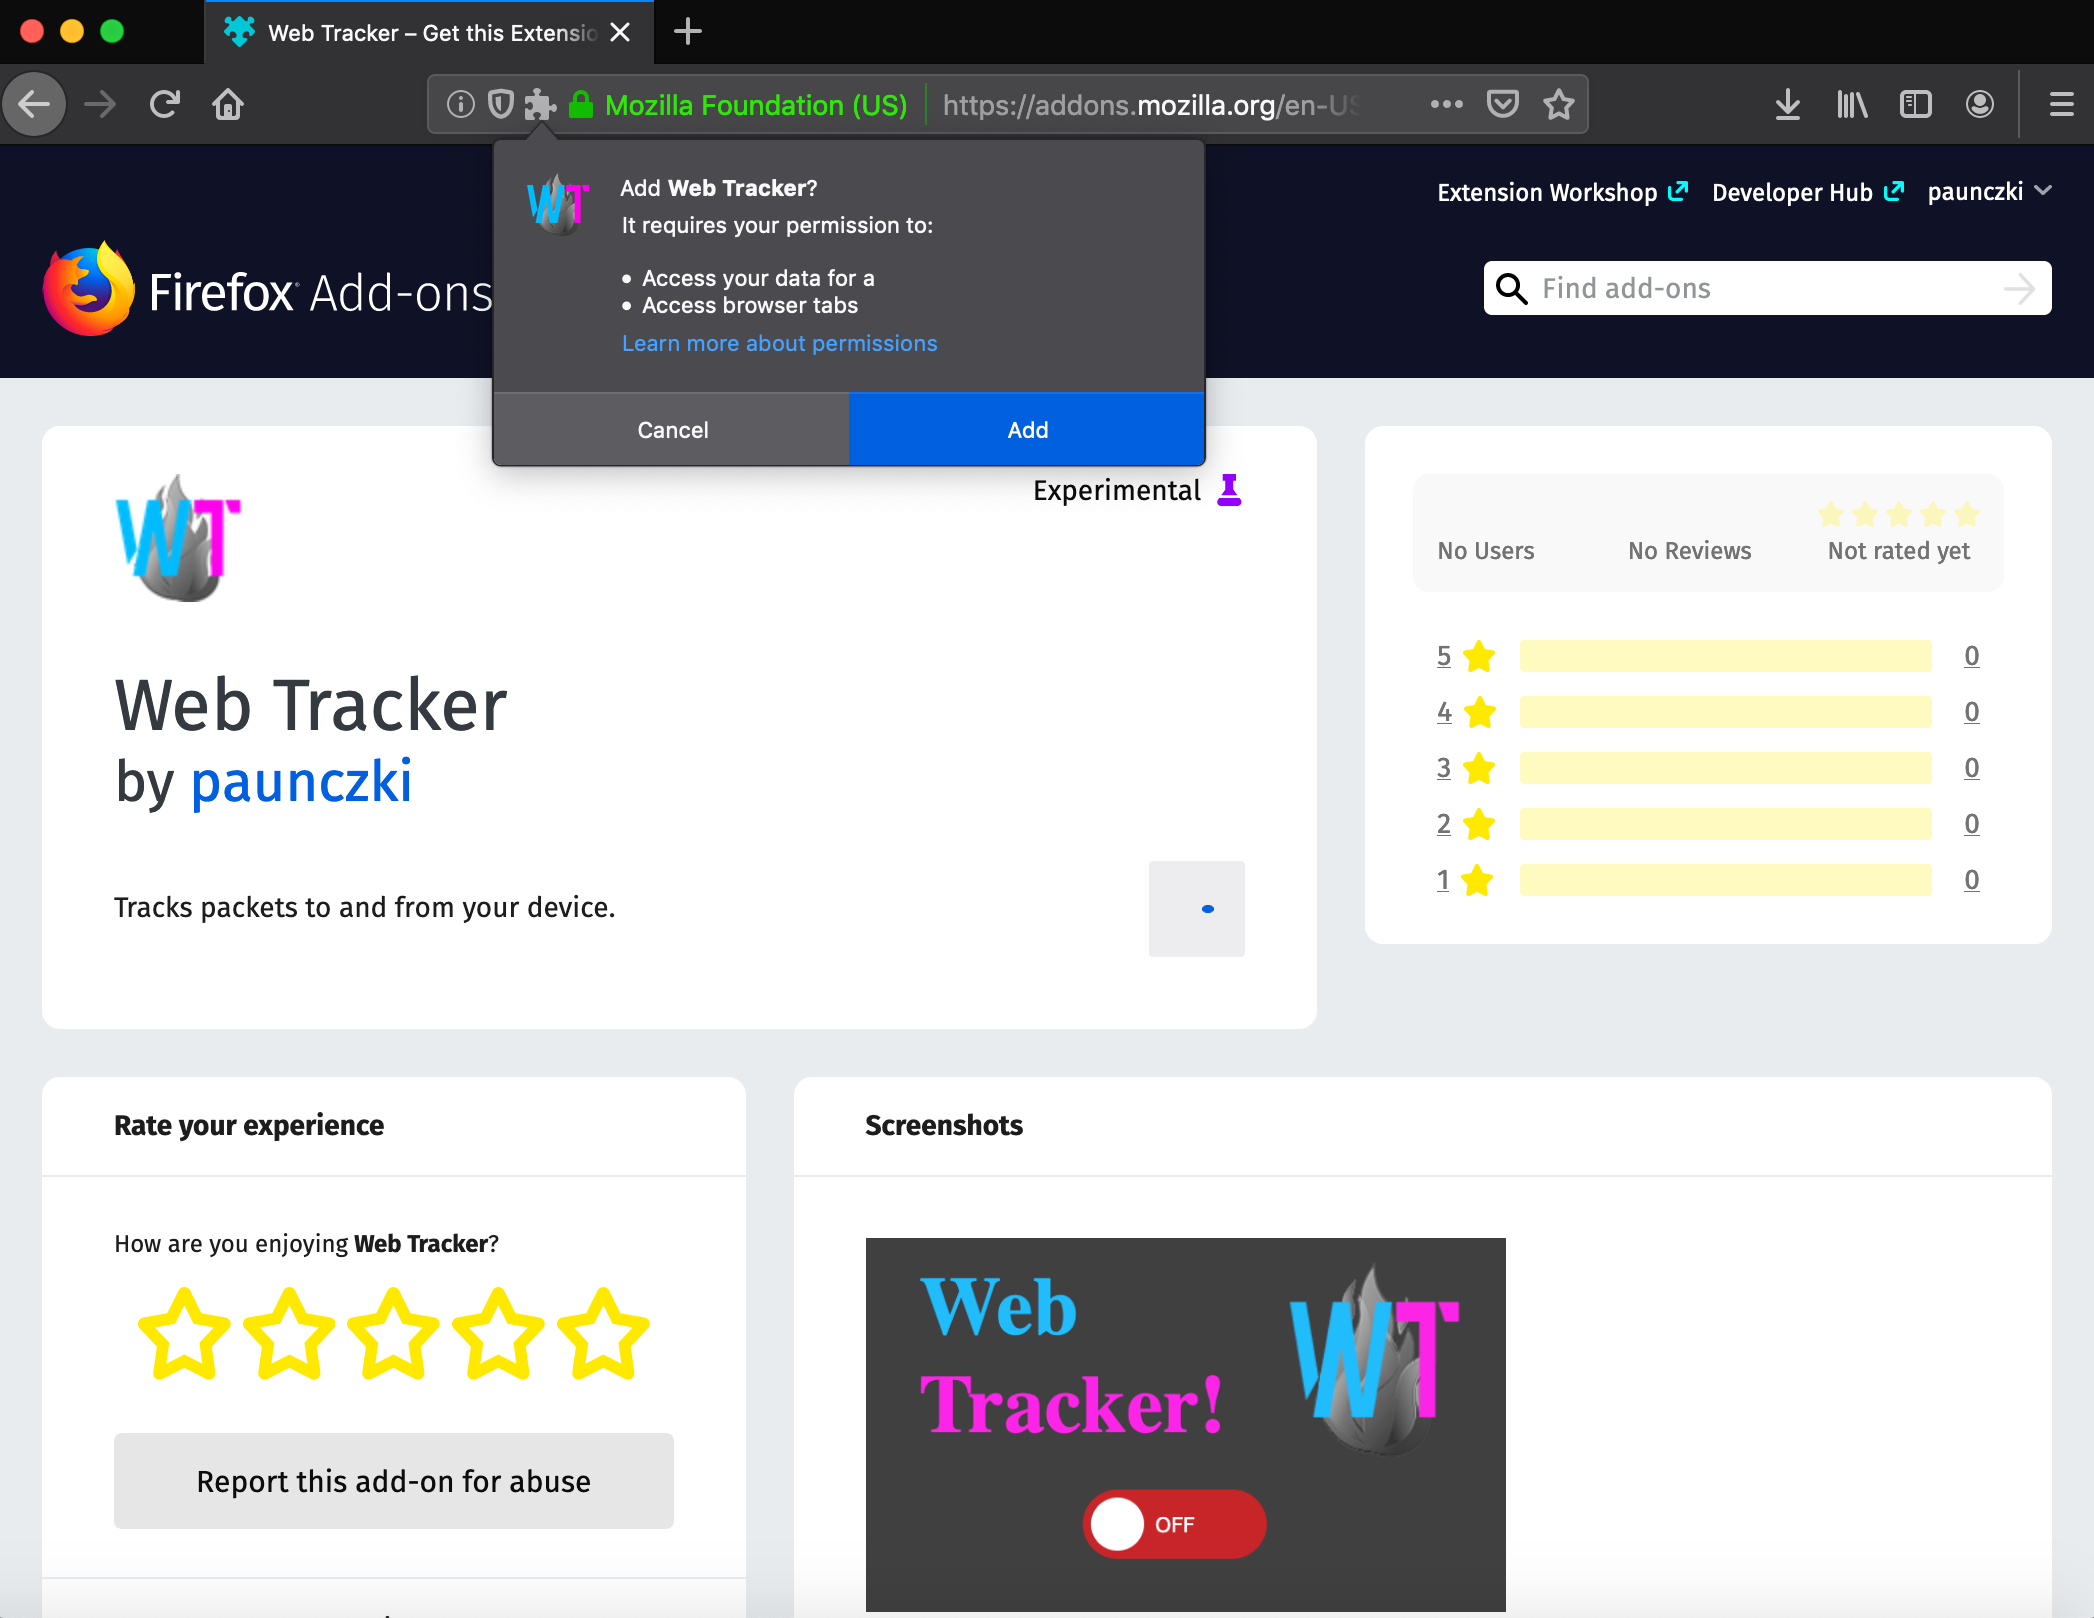 Web Tracker – Get this Extensio
Mozilla Foundation (US)
https://addons.mozilla.org/en-US
Add Web Tracker?
It requires your permission to:
• Access your data for a
• Access browser tabs
Learn more about permissions
Cancel
Add
Extension Workshop
Developer Hub
paunczki
Firefox Add-ons
Find add-ons
WT
Experimental
WT
Web Tracker
by paunczki
Tracks packets to and from your device.
No Users
No Reviews
Not rated yet
5 0
4 0
3 0
2 0
1 0
Rate your experience
How are you enjoying Web Tracker?
Report this add-on for abuse
Screenshots
Web
Tracker!
WT
OFF